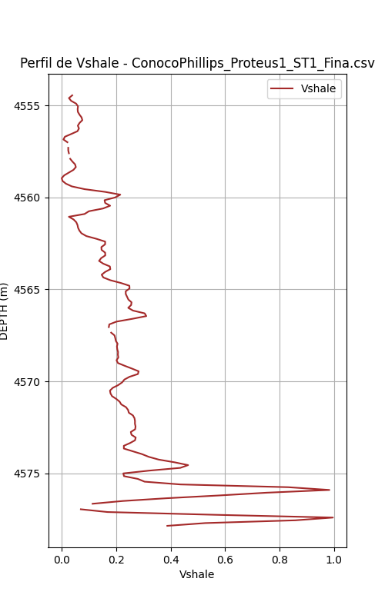 Perfil de Vshale - ConocoPhillips_Proteus1_ST1_Fina.csv
Vshale
4555
4560
4565
4570
4575
DEPTH (m)
0.0 0.2 0.4 0.6 0.8 1.0
Vshale